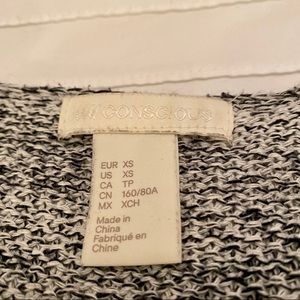 CONSCIOUS
EUR XS
US XS
CA TP
CN 160/80A
MX XCH
Made in
China
Fabriqué en
Chine